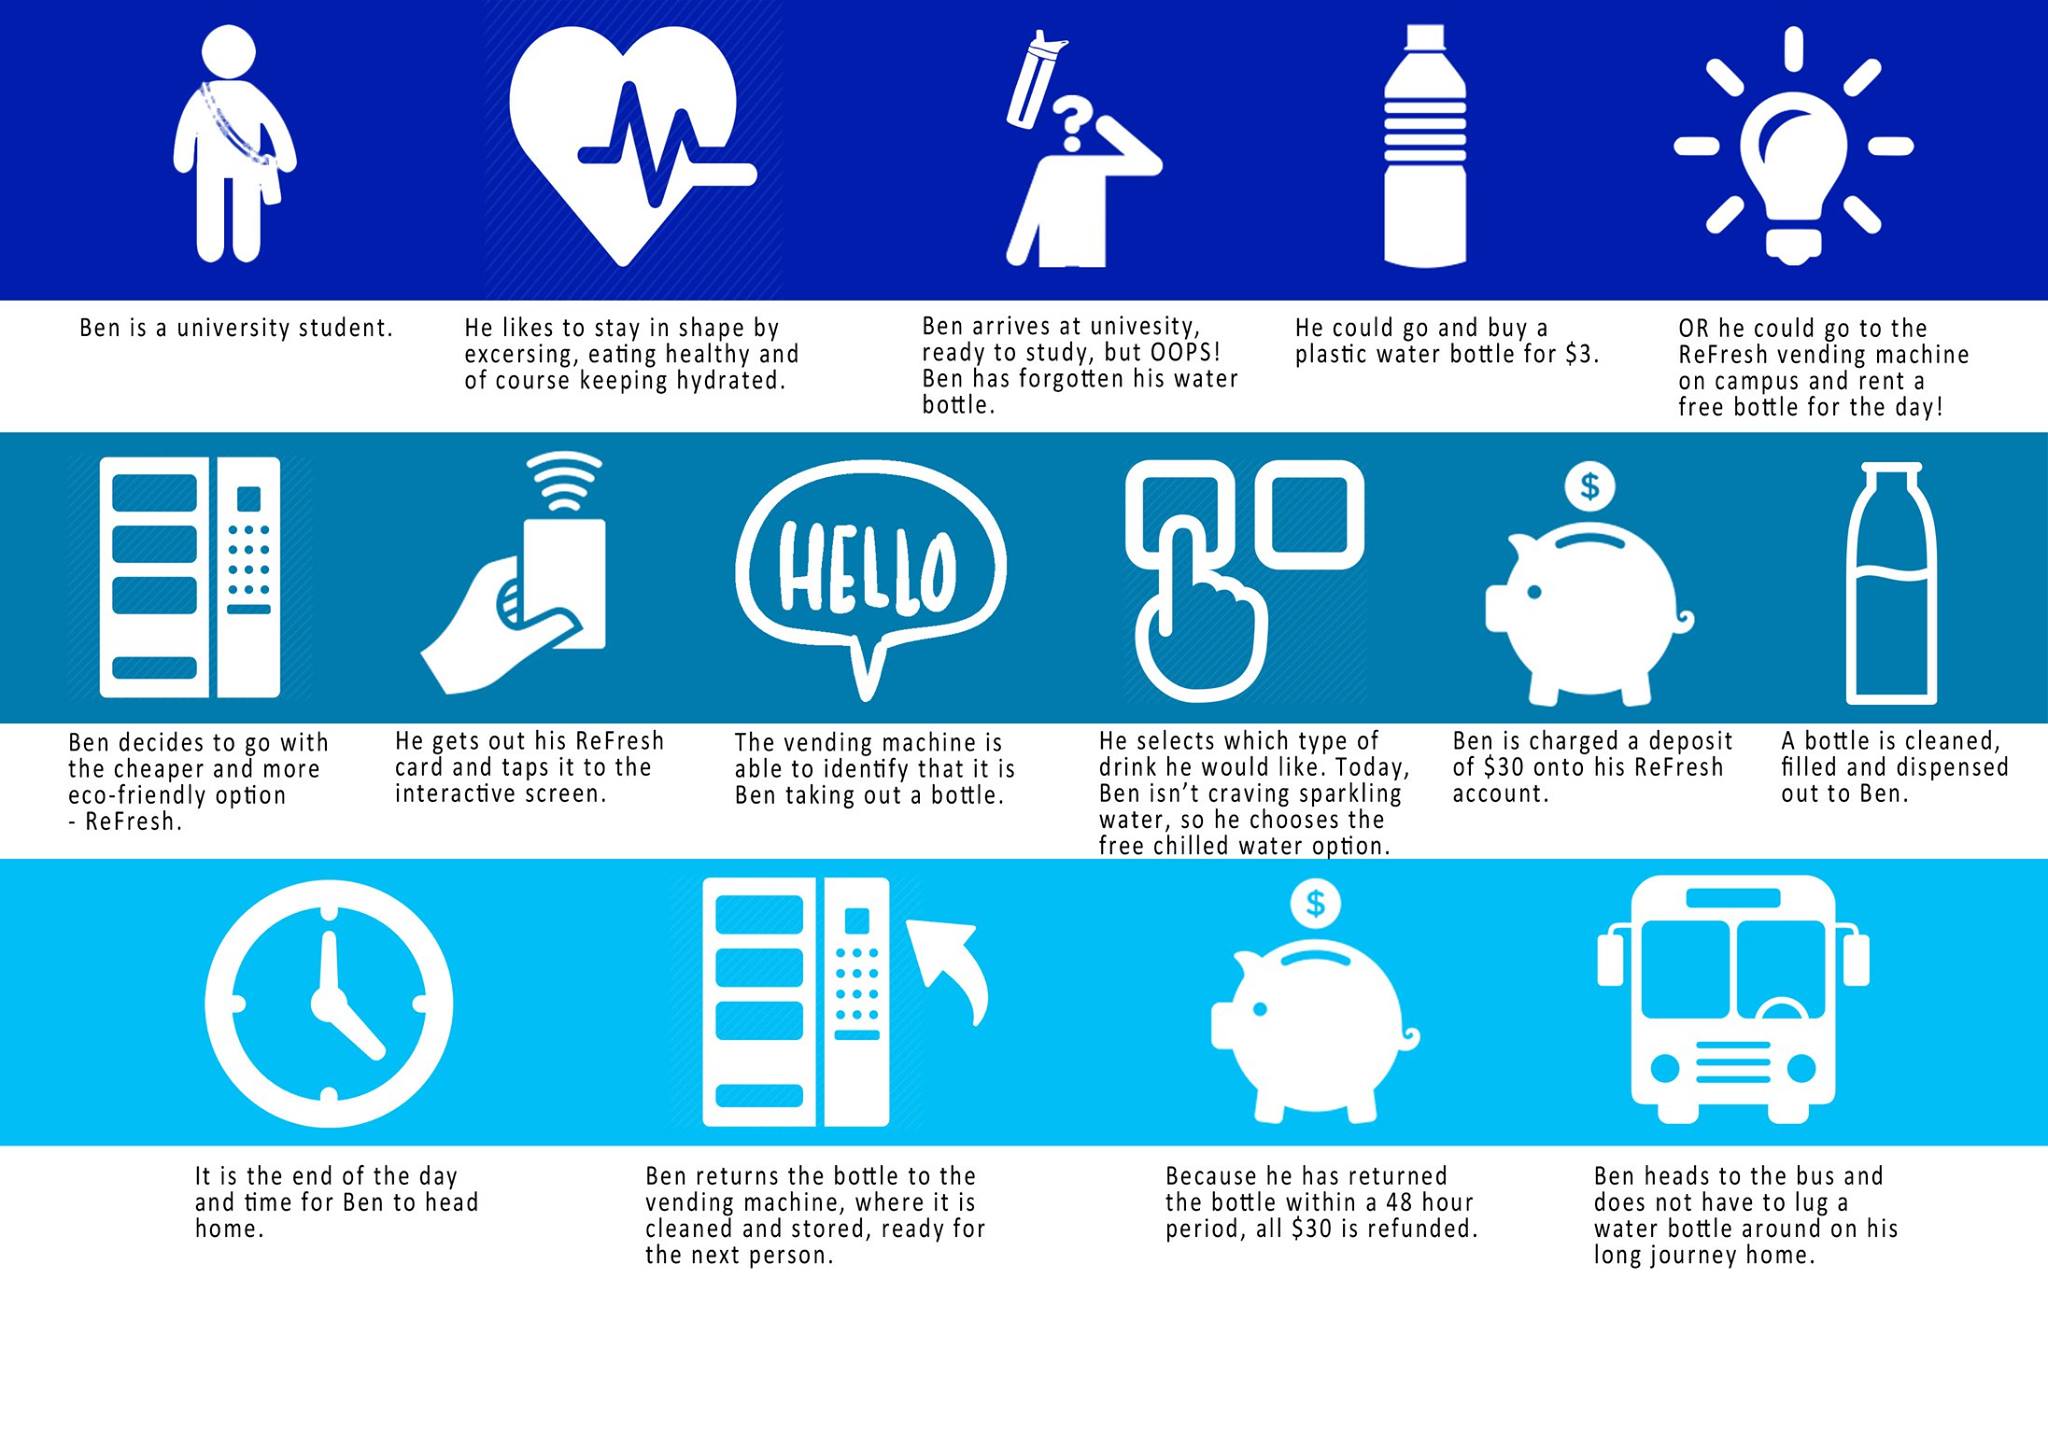 Ben is a university student.
He likes to stay in shape by
excersing, eating healthy and
of course keeping hydrated.
?
Ben arrives at univesity,
ready to study, but OOPS!
Ben has forgotten his water
bottle.
He could go and buy a
plastic water bottle for $3.
OR he could go to the
ReFresh vending machine
on campus and rent a
free bottle for the day!
Ben decides to go with
the cheaper and more
eco-friendly option
- ReFresh.
He gets out his ReFresh
card and taps it to the
interactive screen.
HELLO
The vending machine is
able to identify that it is
Ben taking out a bottle.
He selects which type of
drink he would like. Today,
Ben isn't craving sparkling
water, so he chooses the
free chilled water option.
$
Ben is charged a deposit
of $30 onto his ReFresh
account.
A bottle is cleaned,
filled and dispensed
out to Ben.
It is the end of the day
and time for Ben to head
home.
Ben returns the bottle to the
vending machine, where it is
cleaned and stored, ready for
the next person.
$
Because he has returned
the bottle within a 48 hour
period, all $30 is refunded.
Ben heads to the bus and
does not have to lug a
water bottle around on his
long journey home.